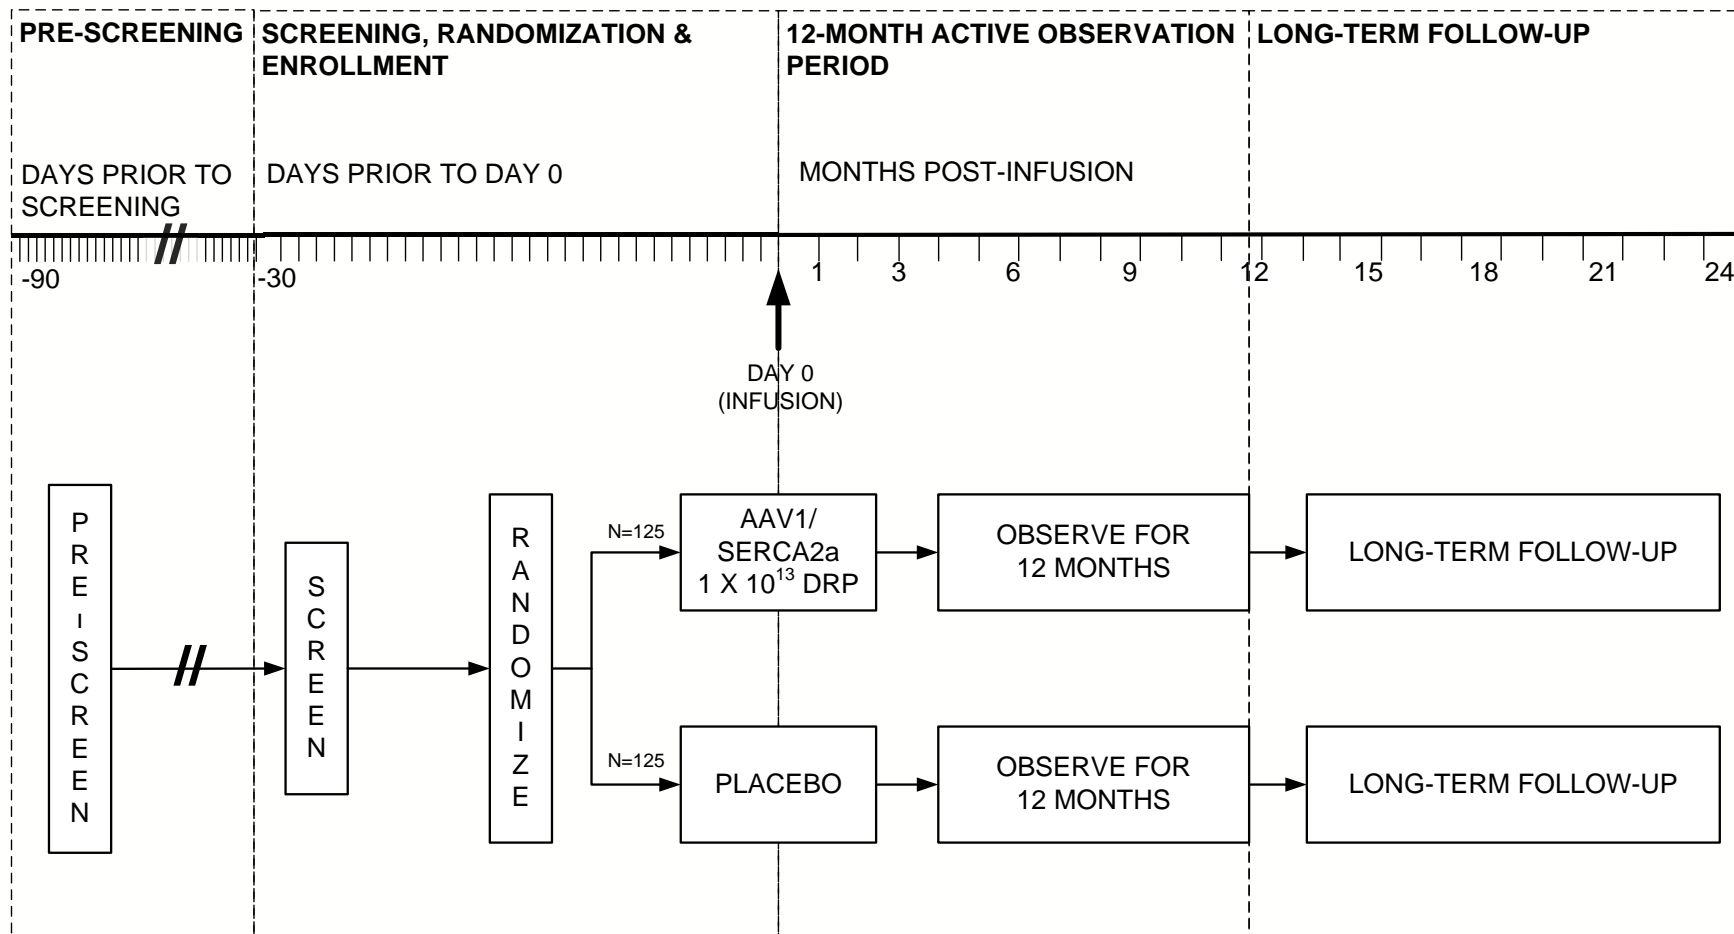 PRE-SCREENING
SCREENING, RANDOMIZATION &
ENROLLMENT
12-MONTH ACTIVE OBSERVATION
PERIOD
LONG-TERM FOLLOW-UP
DAYS PRIOR TO
SCREENING
DAYS PRIOR TO DAY 0
MONTHS POST-INFUSION
-90
-30
1
3
6
9
12
15
18
21
24
DAY 0
(INFUSION)
PRE-SCREEN
SCREEN
RANDOMIZE
N=125
AAV1/
SERCA2a
1 X 10¹³ DRP
OBSERVE FOR
12 MONTHS
LONG-TERM FOLLOW-UP
N=125
PLACEBO
OBSERVE FOR
12 MONTHS
LONG-TERM FOLLOW-UP